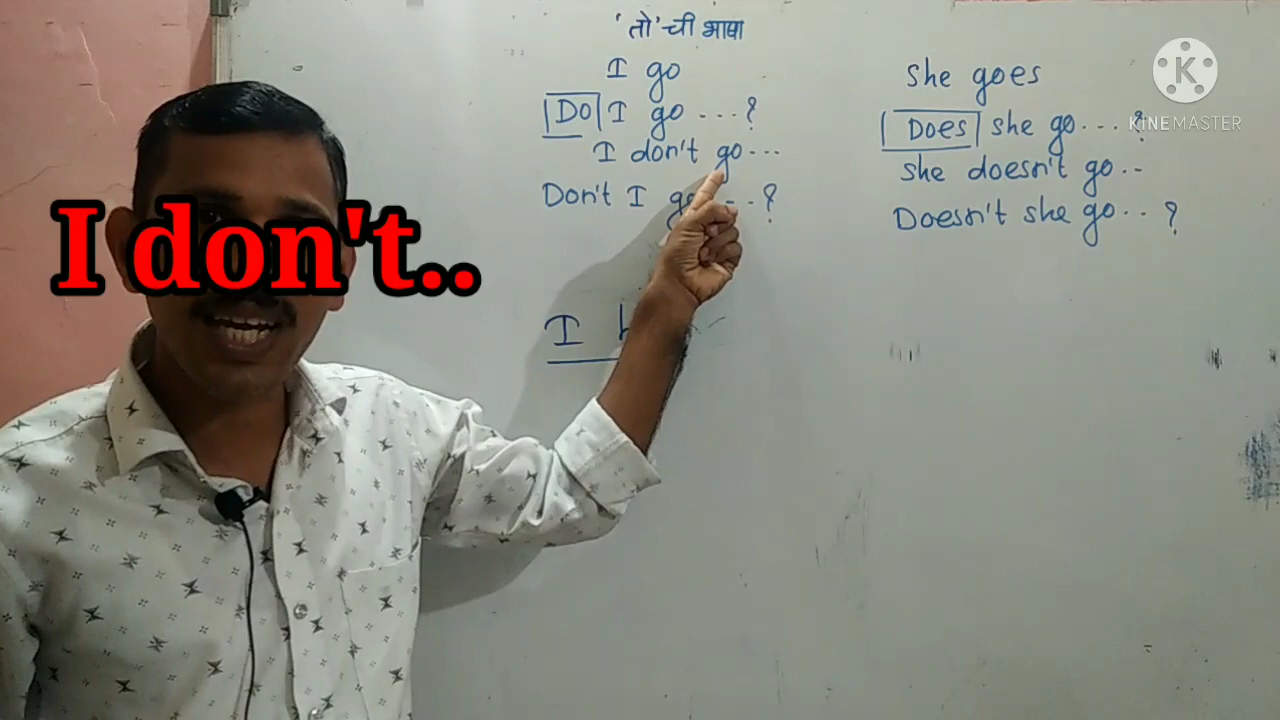 'तो' ची भाषा
I go
Do I go ...?
I don't go...
Don't I go ...?
I
She goes
Does she go....?
She doesn't go..
Doesn't she go..?
I don't..
KINEMASTER